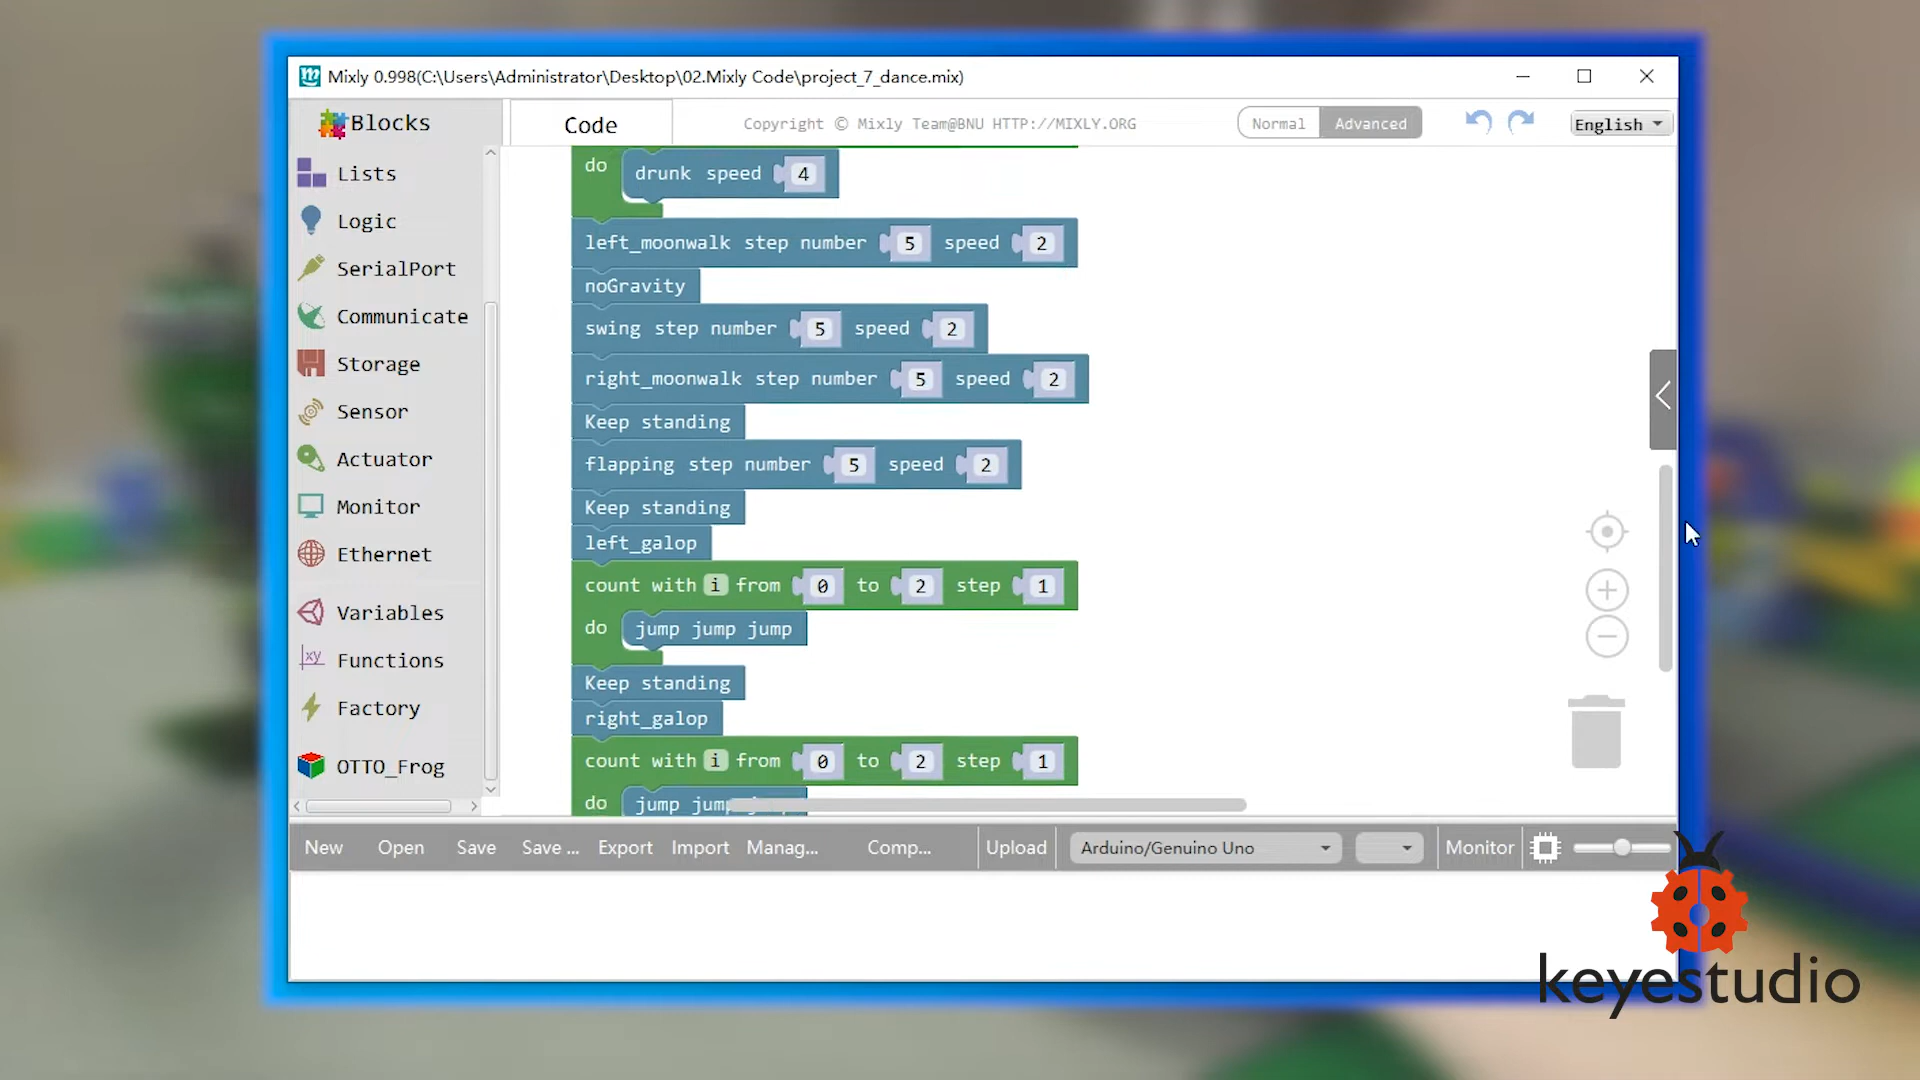 Mixly 0.998(C:\Users\Administrator\Desktop\02.Mixly Code\project_7_dance.mix)
Blocks
Code
Copyright © Mixly Team@BNU HTTP://MIXLY.ORG
Normal
Advanced
English
Lists
Logic
SerialPort
Communicate
Storage
Sensor
Actuator
Monitor
Ethernet
Variables
xy
Functions
Factory
OTTO_Frog
do drunk speed 4
left_moonwalk step number 5 speed 2
noGravity
swing step number 5 speed 2
right_moonwalk step number 5 speed 2
Keep standing
flapping step number 5 speed 2
Keep standing
left_galop
count with i from 0 to 2 step 1
do jump jump jump
Keep standing
right_galop
count with i from 0 to 2 step 1
do jump
New Open Save Save ... Export Import Manag... Comp... Upload Arduino/Genuino Uno Monitor
keyestudio